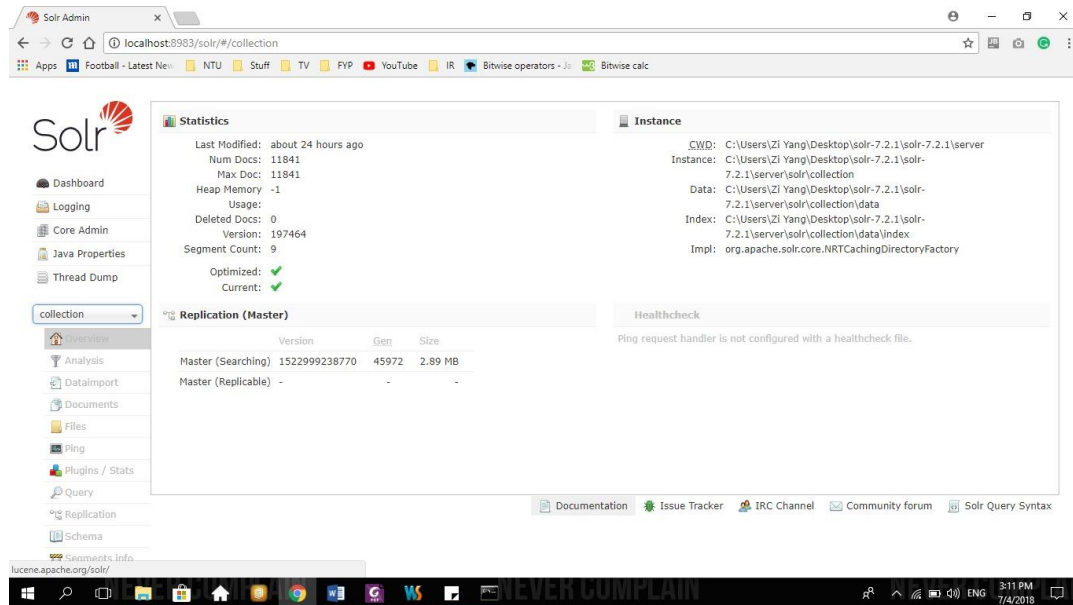 Solr Admin
localhost:8983/solr/#/collection
Apps Football - Latest New NTU Stuff TV FYP YouTube IR Bitwise operators - Ja Bitwise calc
Solr
Dashboard
Logging
Core Admin
Java Properties
Thread Dump
collection
Overview
Analysis
Dataimport
Documents
Files
Ping
Plugins / Stats
Query
Replication
Schema
Segments info
Statistics
Last Modified: about 24 hours ago
Num Docs: 11841
Max Doc: 11841
Heap Memory -1
Usage:
Deleted Docs: 0
Version: 197464
Segment Count: 9
Optimized:
Current:
Instance
CWD: C:\Users\Zi Yang\Desktop\solr-7.2.1\solr-7.2.1\server
Instance: C:\Users\Zi Yang\Desktop\solr-7.2.1\solr-
7.2.1\server\solr\collection
Data: C:\Users\Zi Yang\Desktop\solr-7.2.1\solr-
7.2.1\server\solr\collection\data
Index: C:\Users\Zi Yang\Desktop\solr-7.2.1\solr-
7.2.1\server\solr\collection\data\index
Impl: org.apache.solr.core.NRTCachingDirectoryFactory
Replication (Master)
Version Gen Size
Master (Searching) 1522999238770 45972 2.89 MB
Master (Replicable) - - -
Healthcheck
Ping request handler is not configured with a healthcheck file.
Documentation Issue Tracker IRC Channel Community forum Solr Query Syntax
lucene.apache.org/solr/
NEVER COMPLAIN
ENG
3:11 PM
7/4/2018